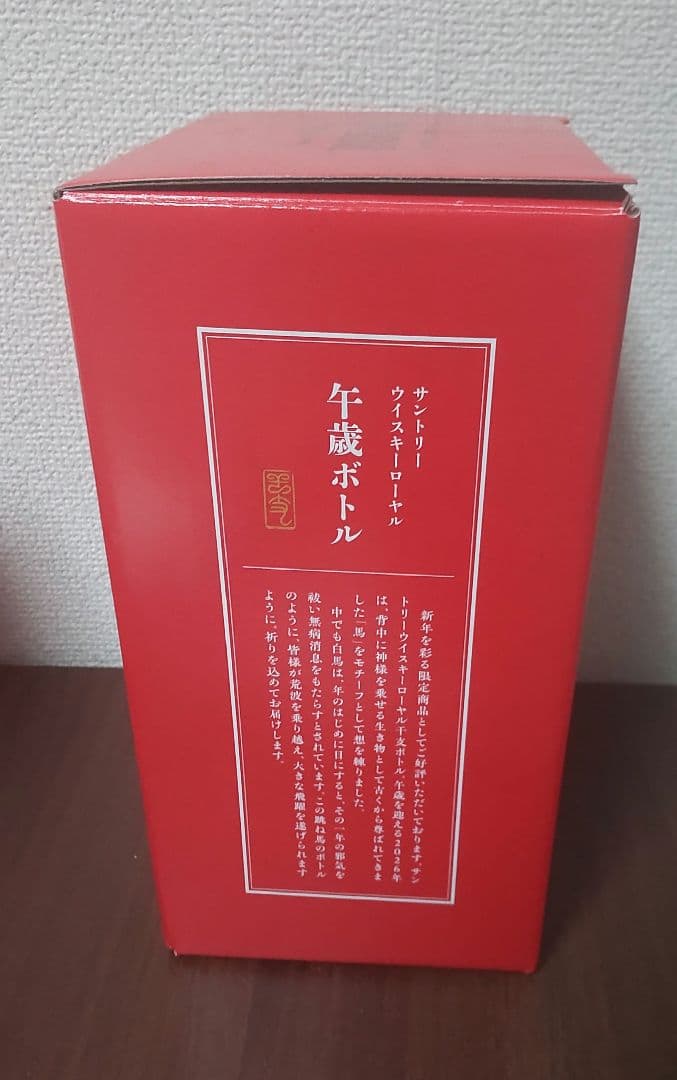 サントリー
ウイスキーローヤル
午歳ボトル
新年を彩る限定商品としてご好評いただいております、サン
トリーウイスキーローヤル干支ボトル。午歳を迎える2026年
は、背中に神様を乗せる生き物として古くから尊ばれてきま
した「馬」をモチーフとして想を練りました。
中でも白馬は、年のはじめに目にすると、その一年の邪気を
祓い無病消息をもたらすとされています。この跳ね馬のボトル
のように、皆様が荒波を乗り越え、大きな飛躍を遂げられます
ように。祈りを込めてお届けします。